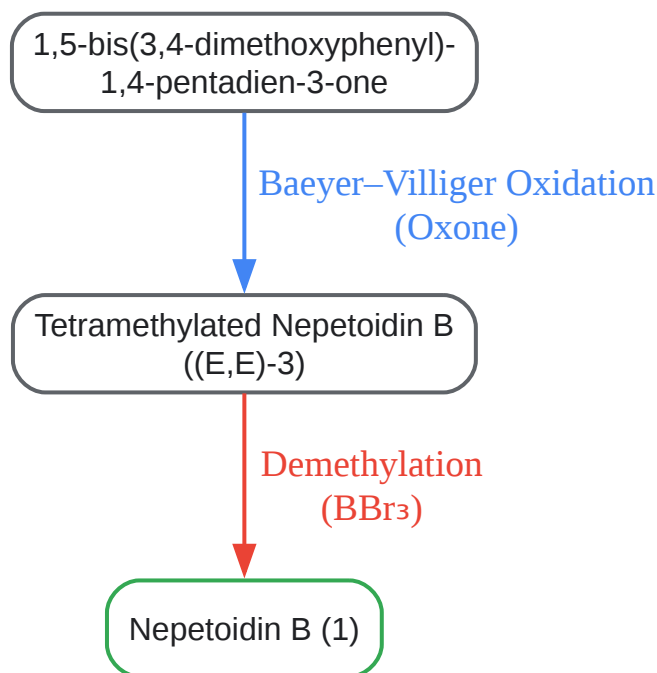 1,5-bis(3,4-dimethoxyphenyl)-
1,4-pentadien-3-one
Baeyer–Villiger Oxidation
(Oxone)
Tetramethylated Nepetoidin B
((E,E)-3)
Demethylation
(BBr₃)
Nepetoidin B (1)